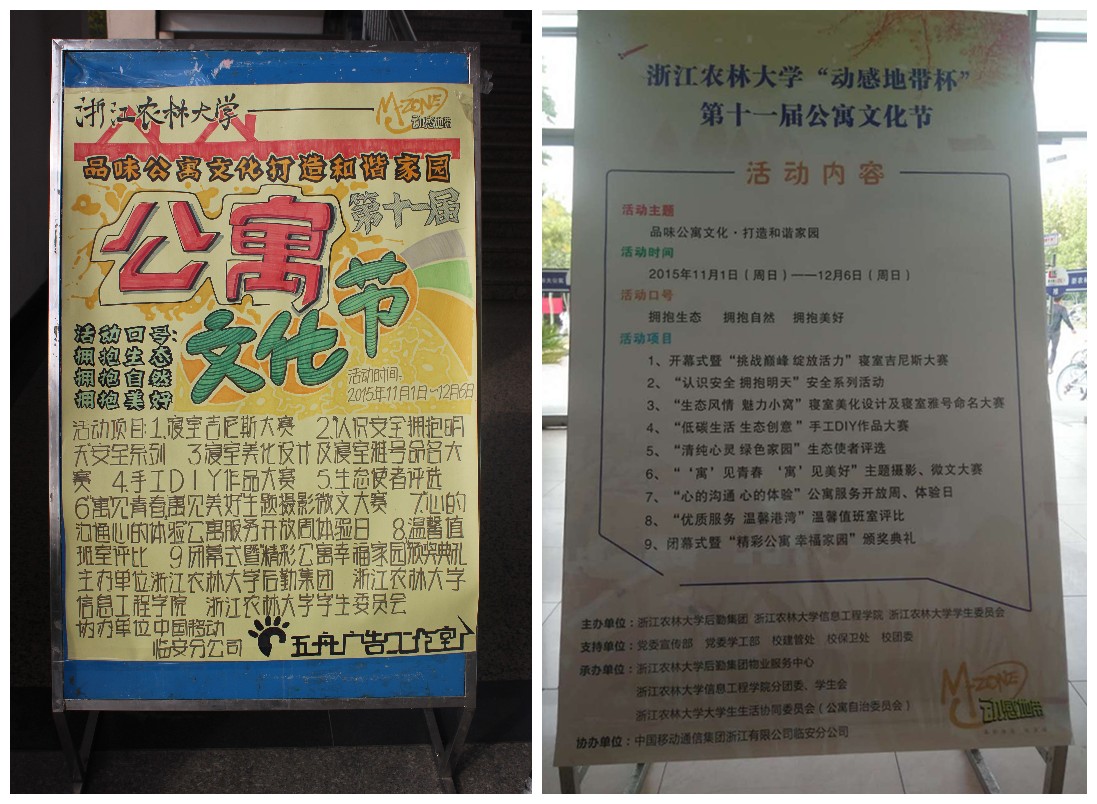 浙江农林大学
M-ZONE
动感地带
品味公寓文化打造和谐家园
第十一届
公寓
文化节
活动口号:
拥抱生态
拥抱自然
拥抱美好
活动时间:
2015年11月1日~12月6日
活动项目:1.寝室吉尼斯大赛 2.认识安全拥抱明
天安全系列 3寝室美化设计及寝室雅号命名大
赛 4.手工DIY作品大赛 5.生态使者评选
6寓见青春寓见美好主题摄影微文大赛 7心的
沟通心的体验公寓服务开放周体验日 8.温馨值
班室评比 9闭幕式暨精彩公寓幸福家园颁奖典礼
主办单位浙江农林大学后勤集团 浙江农林大学
信息工程学院 浙江农林大字学生委员会
协办单位中国移动
临安分公司
五舟广告工作室
浙江农林大学“动感地带杯”
第十一届公寓文化节
活动内容
活动主题
品味公寓文化·打造和谐家园
活动时间
2015年11月1日(周日)——12月6日(周日)
活动口号
拥抱生态 拥抱自然 拥抱美好
活动项目
1、开幕式暨“挑战巅峰 绽放活力”寝室吉尼斯大赛
2、“认识安全 拥抱明天”安全系列活动
3、“生态风情 魅力小窝”寝室美化设计及寝室雅号命名大赛
4、“低碳生活 生态创意”手工DIY作品大赛
5、“清纯心灵 绿色家园”生态使者评选
6、“‘寓’见青春 ‘寓’见美好”主题摄影、微文大赛
7、“心的沟通 心的体验”公寓服务开放周、体验日
8、“优质服务 温馨港湾”温馨值班室评比
9、闭幕式暨“精彩公寓 幸福家园”颁奖典礼
主办单位：浙江农林大学后勤集团 浙江农林大学信息工程学院 浙江农林大学学生委员会
支持单位：党委宣传部 党委学工部 校建管处 校保卫处 校团委
承办单位：浙江农林大学后勤集团物业服务中心
浙江农林大学信息工程学院分团委、学生会
浙江农林大学大学生生活协同委员会（公寓自治委员会）
协办单位：中国移动通信集团浙江有限公司临安分公司
M-ZONE
动感地带